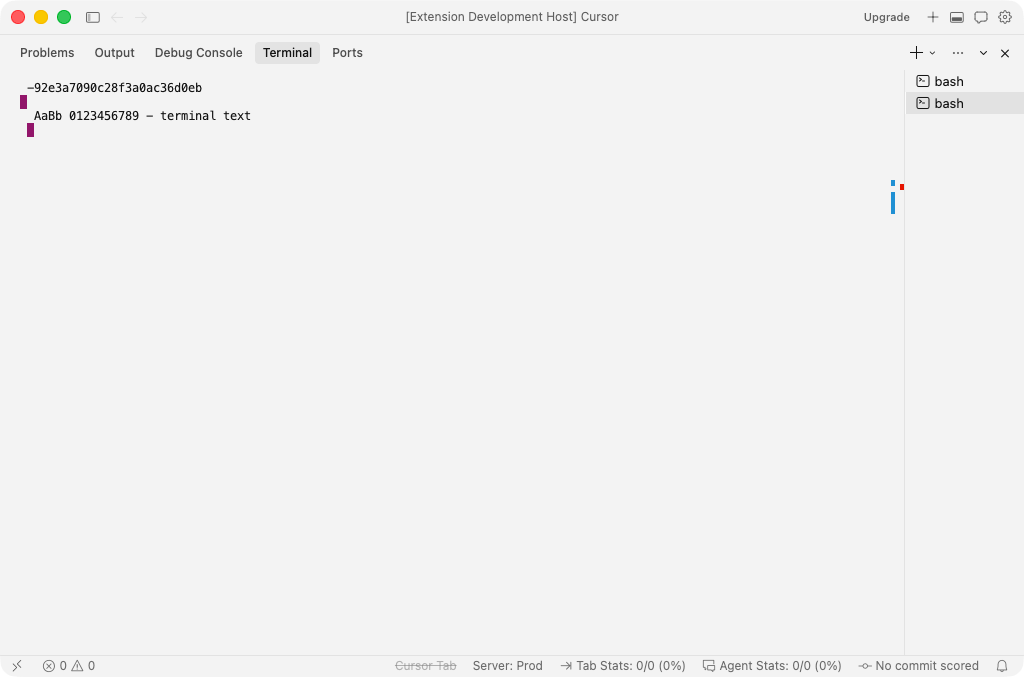 [Extension Development Host] Cursor
Upgrade
Problems Output Debug Console Terminal Ports
-92e3a7090c28f3a0ac36d0eb
AaBb 0123456789 - terminal text
bash
bash
0 0 Cursor Tab Server: Prod Tab Stats: 0/0 (0%) Agent Stats: 0/0 (0%) No commit scored